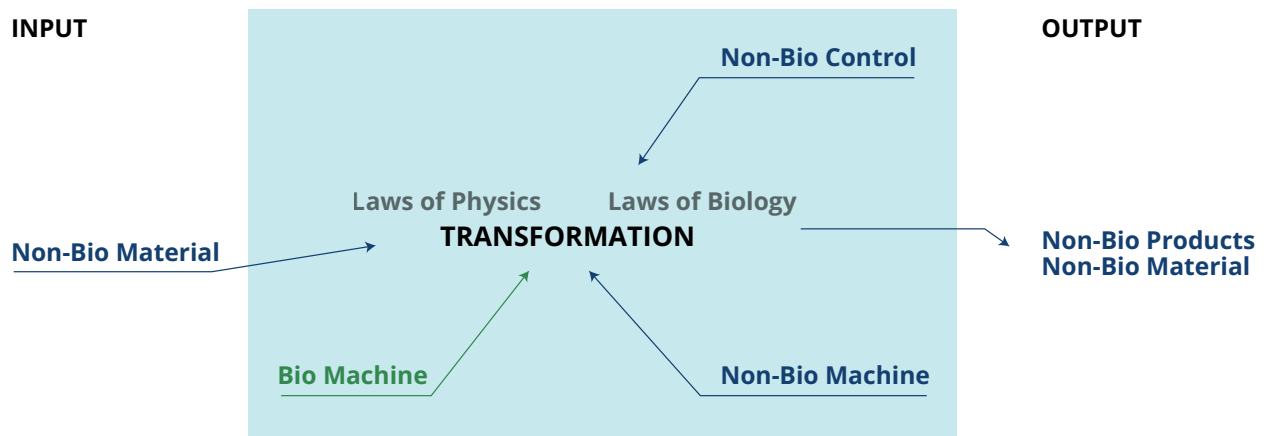 INPUT
OUTPUT
Non-Bio Control
Laws of Physics
Laws of Biology
TRANSFORMATION
Non-Bio Material
Non-Bio Products
Non-Bio Material
Bio Machine
Non-Bio Machine